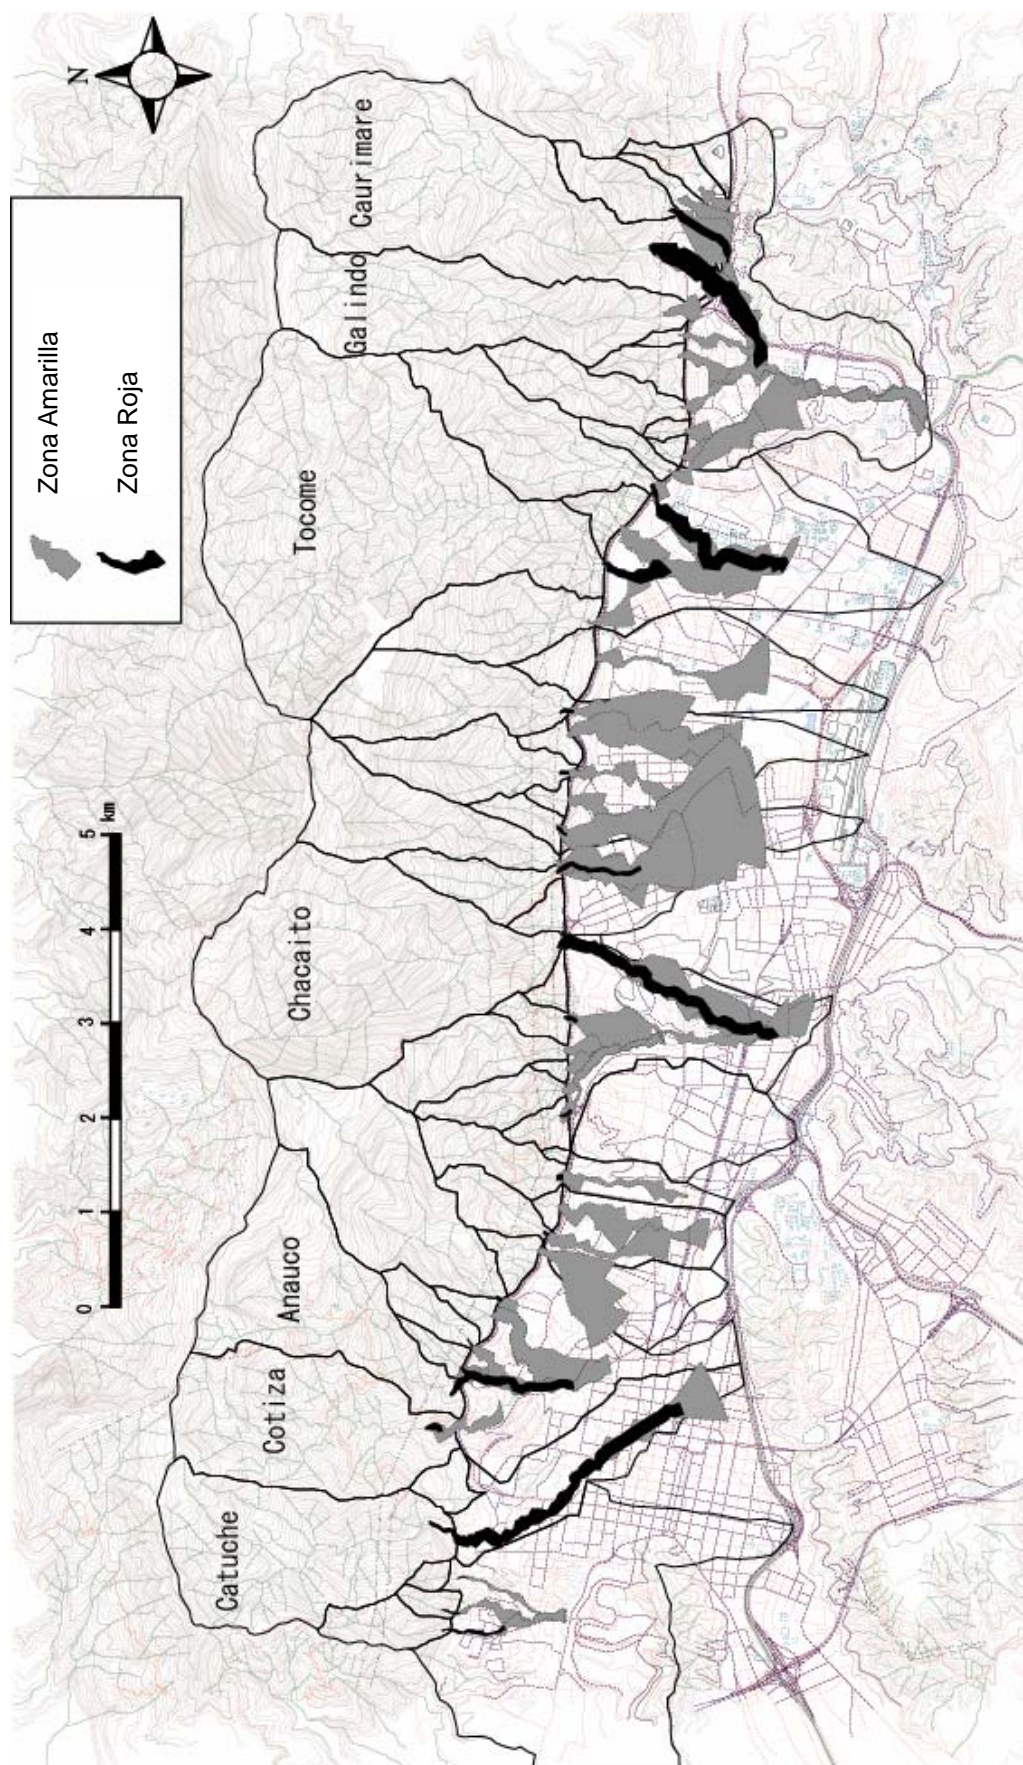 N
Zona Amarilla
Zona Roja
0 1 2 3 4 5 km
Catuche
Cotiza
Anauco
Chacaito
Tocome
Galindo
Caurimare